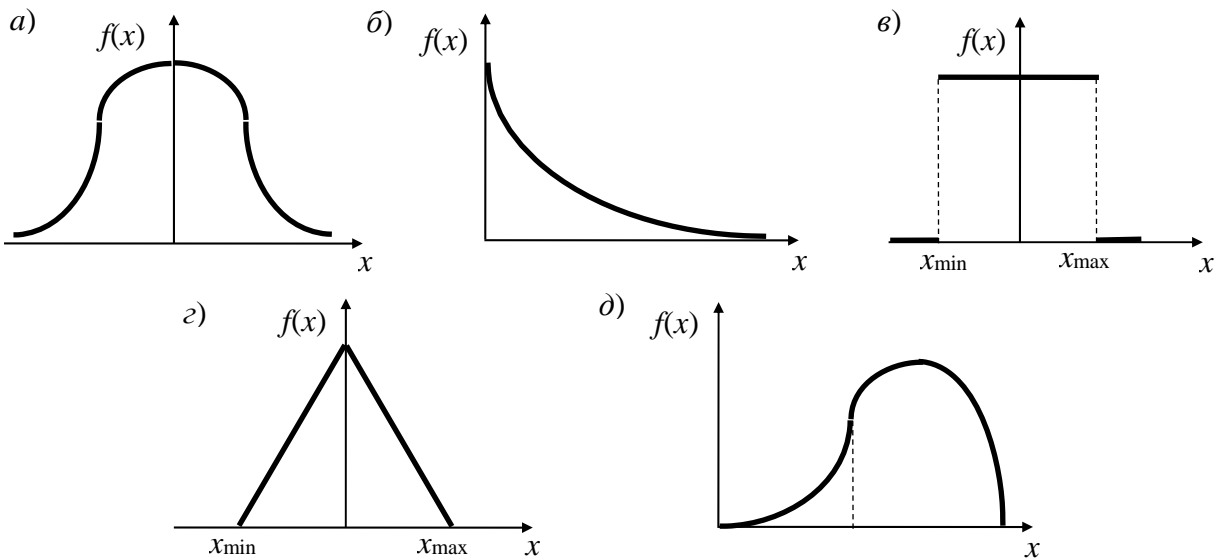 а)
f(x)
x
б)
f(x)
x
в)
f(x)
xmin
xmax
x
г)
f(x)
xmin
xmax
x
д)
f(x)
x